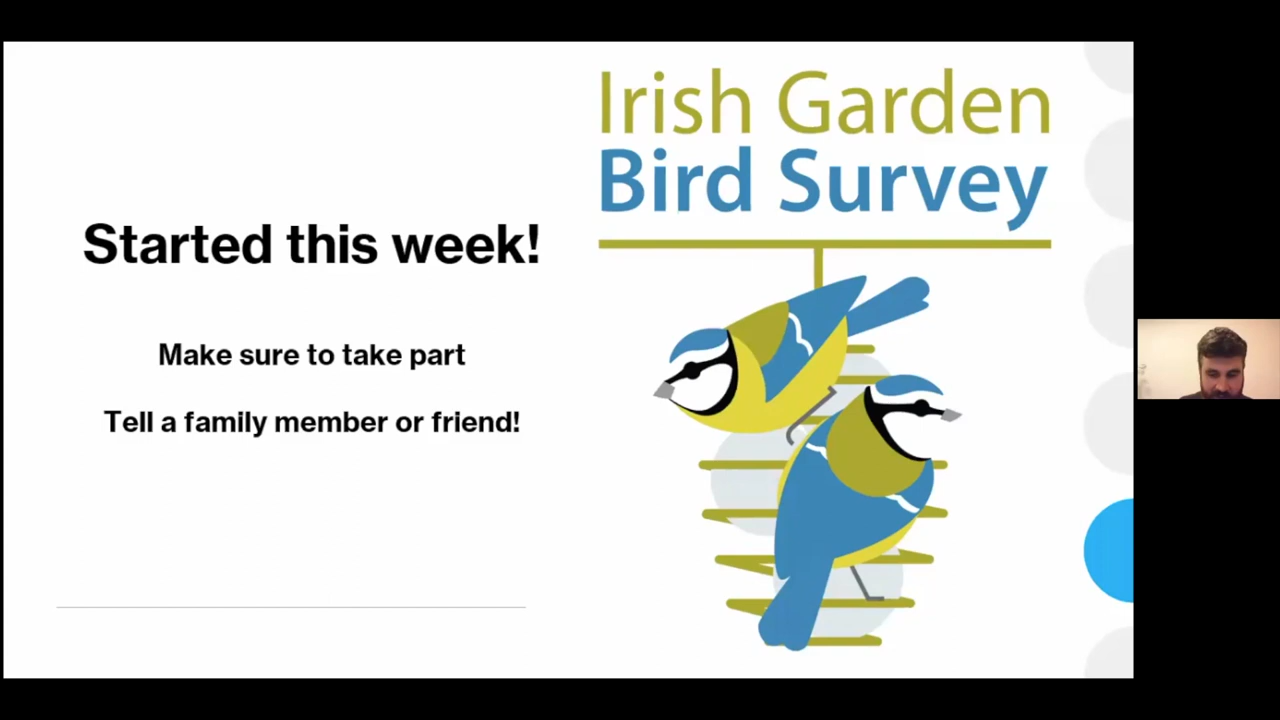 Irish Garden
Bird Survey
Started this week!
Make sure to take part
Tell a family member or friend!